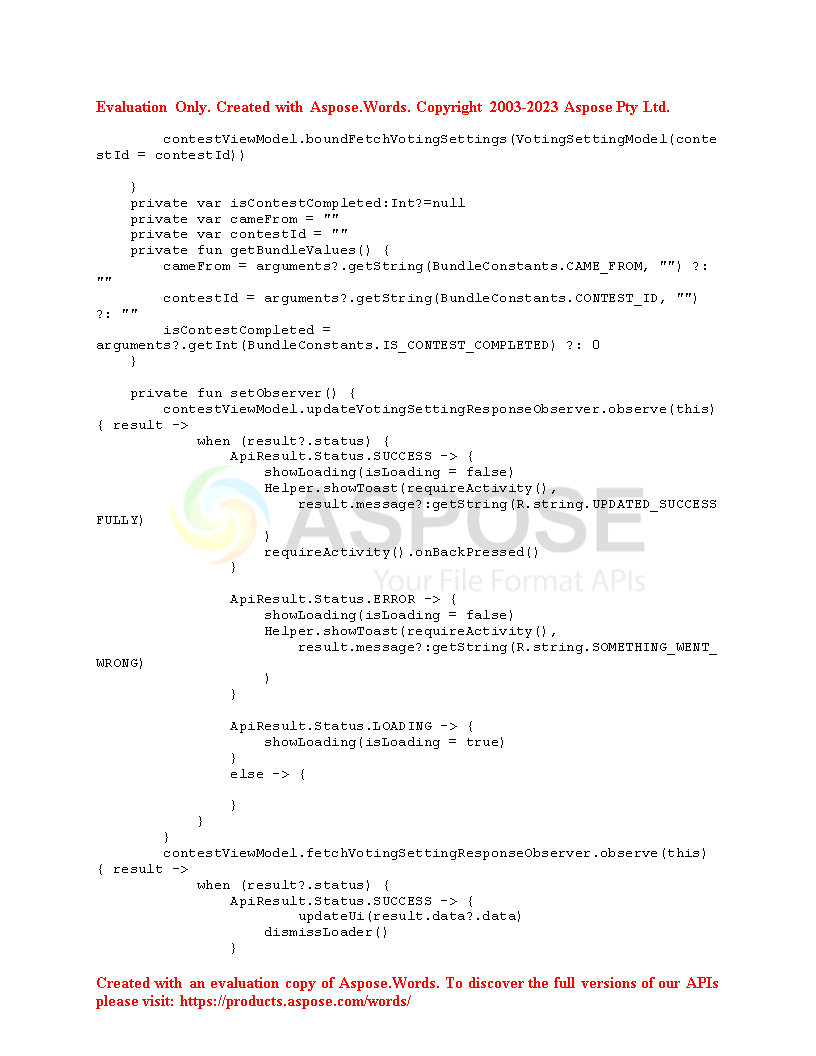 Evaluation Only. Created with Aspose.Words. Copyright 2003-2023 Aspose Pty Ltd.
        contestViewModel.boundFetchVotingSettings(VotingSettingModel(conte
stId = contestId))

    }
    private var isContestCompleted:Int?=null
    private var cameFrom = ""
    private var contestId = ""
    private fun getBundleValues() {
        cameFrom = arguments?.getString(BundleConstants.CAME_FROM, "") ?:
""
        contestId = arguments?.getString(BundleConstants.CONTEST_ID, "")
?: ""
        isContestCompleted =
arguments?.getInt(BundleConstants.IS_CONTEST_COMPLETED) ?: 0
    }

    private fun setObserver() {
        contestViewModel.updateVotingSettingResponseObserver.observe(this)
{ result ->
            when (result?.status) {
                ApiResult.Status.SUCCESS -> {
                    showLoading(isLoading = false)
                    Helper.showToast(requireActivity(),
                        result.message?:getString(R.string.UPDATED_SUCCESS
FULLY)
                    )
                    requireActivity().onBackPressed()
                }

                ApiResult.Status.ERROR -> {
                    showLoading(isLoading = false)
                    Helper.showToast(requireActivity(),
                        result.message?:getString(R.string.SOMETHING_WENT_
WRONG)
                    )
                }

                ApiResult.Status.LOADING -> {
                    showLoading(isLoading = true)
                }
                else -> {

                }
            }
        }
        contestViewModel.fetchVotingSettingResponseObserver.observe(this)
{ result ->
            when (result?.status) {
                ApiResult.Status.SUCCESS -> {
                        updateUi(result.data?.data)
                    dismissLoader()
                }
ASPOSE
Your File Format APIs
Created with an evaluation copy of Aspose.Words. To discover the full versions of our APIs
please visit: https://products.aspose.com/words/